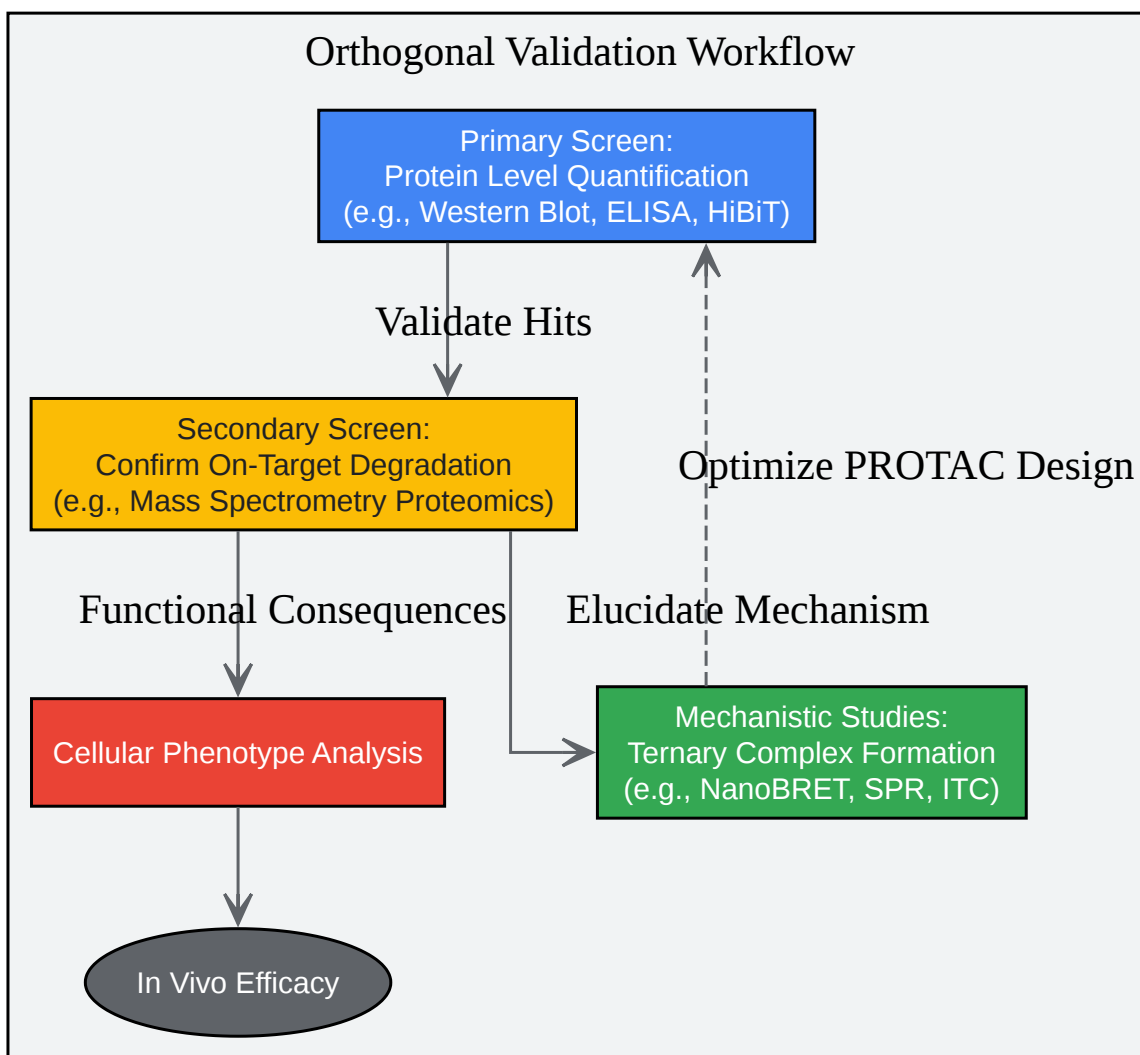 Orthogonal Validation Workflow
Primary Screen:
Protein Level Quantification
(e.g., Western Blot, ELISA, HiBiT)
Validate Hits
Secondary Screen:
Confirm On-Target Degradation
(e.g., Mass Spectrometry Proteomics)
Optimize PROTAC Design
Functional Consequences
Elucidate Mechanism
Cellular Phenotype Analysis
Mechanistic Studies:
Ternary Complex Formation
(e.g., NanoBRET, SPR, ITC)
In Vivo Efficacy